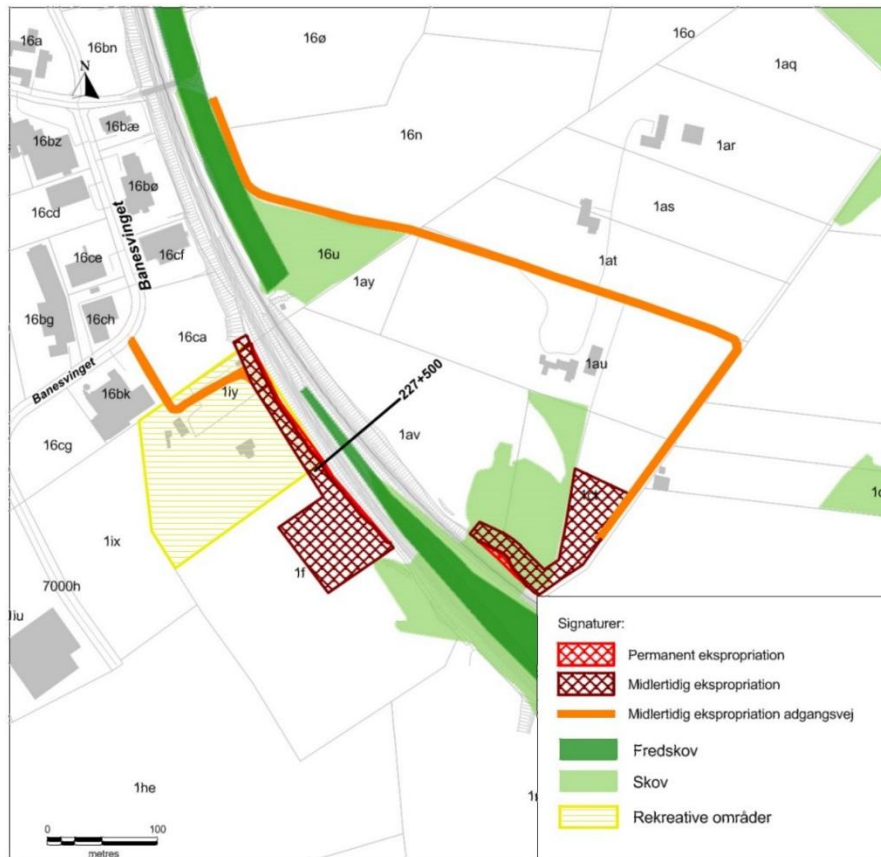 16a
16bn
16ø
16o
1aq
N
16bæ
16n
16bz
1ar
16bø
16cd
1as
Banesvinget
16ce
16cf
16u
1at
1ay
16bg
16ch
16ca
Banesvinget
16bk
1iy
1au
227+500
1av
16cg
1ix
1f
7000h
1he
0 100
metres
Signaturer:
Permanent ekspropriation
Midlertidig ekspropriation
Midlertidig ekspropriation adgangsvej
Fredskov
Skov
Rekreative områder